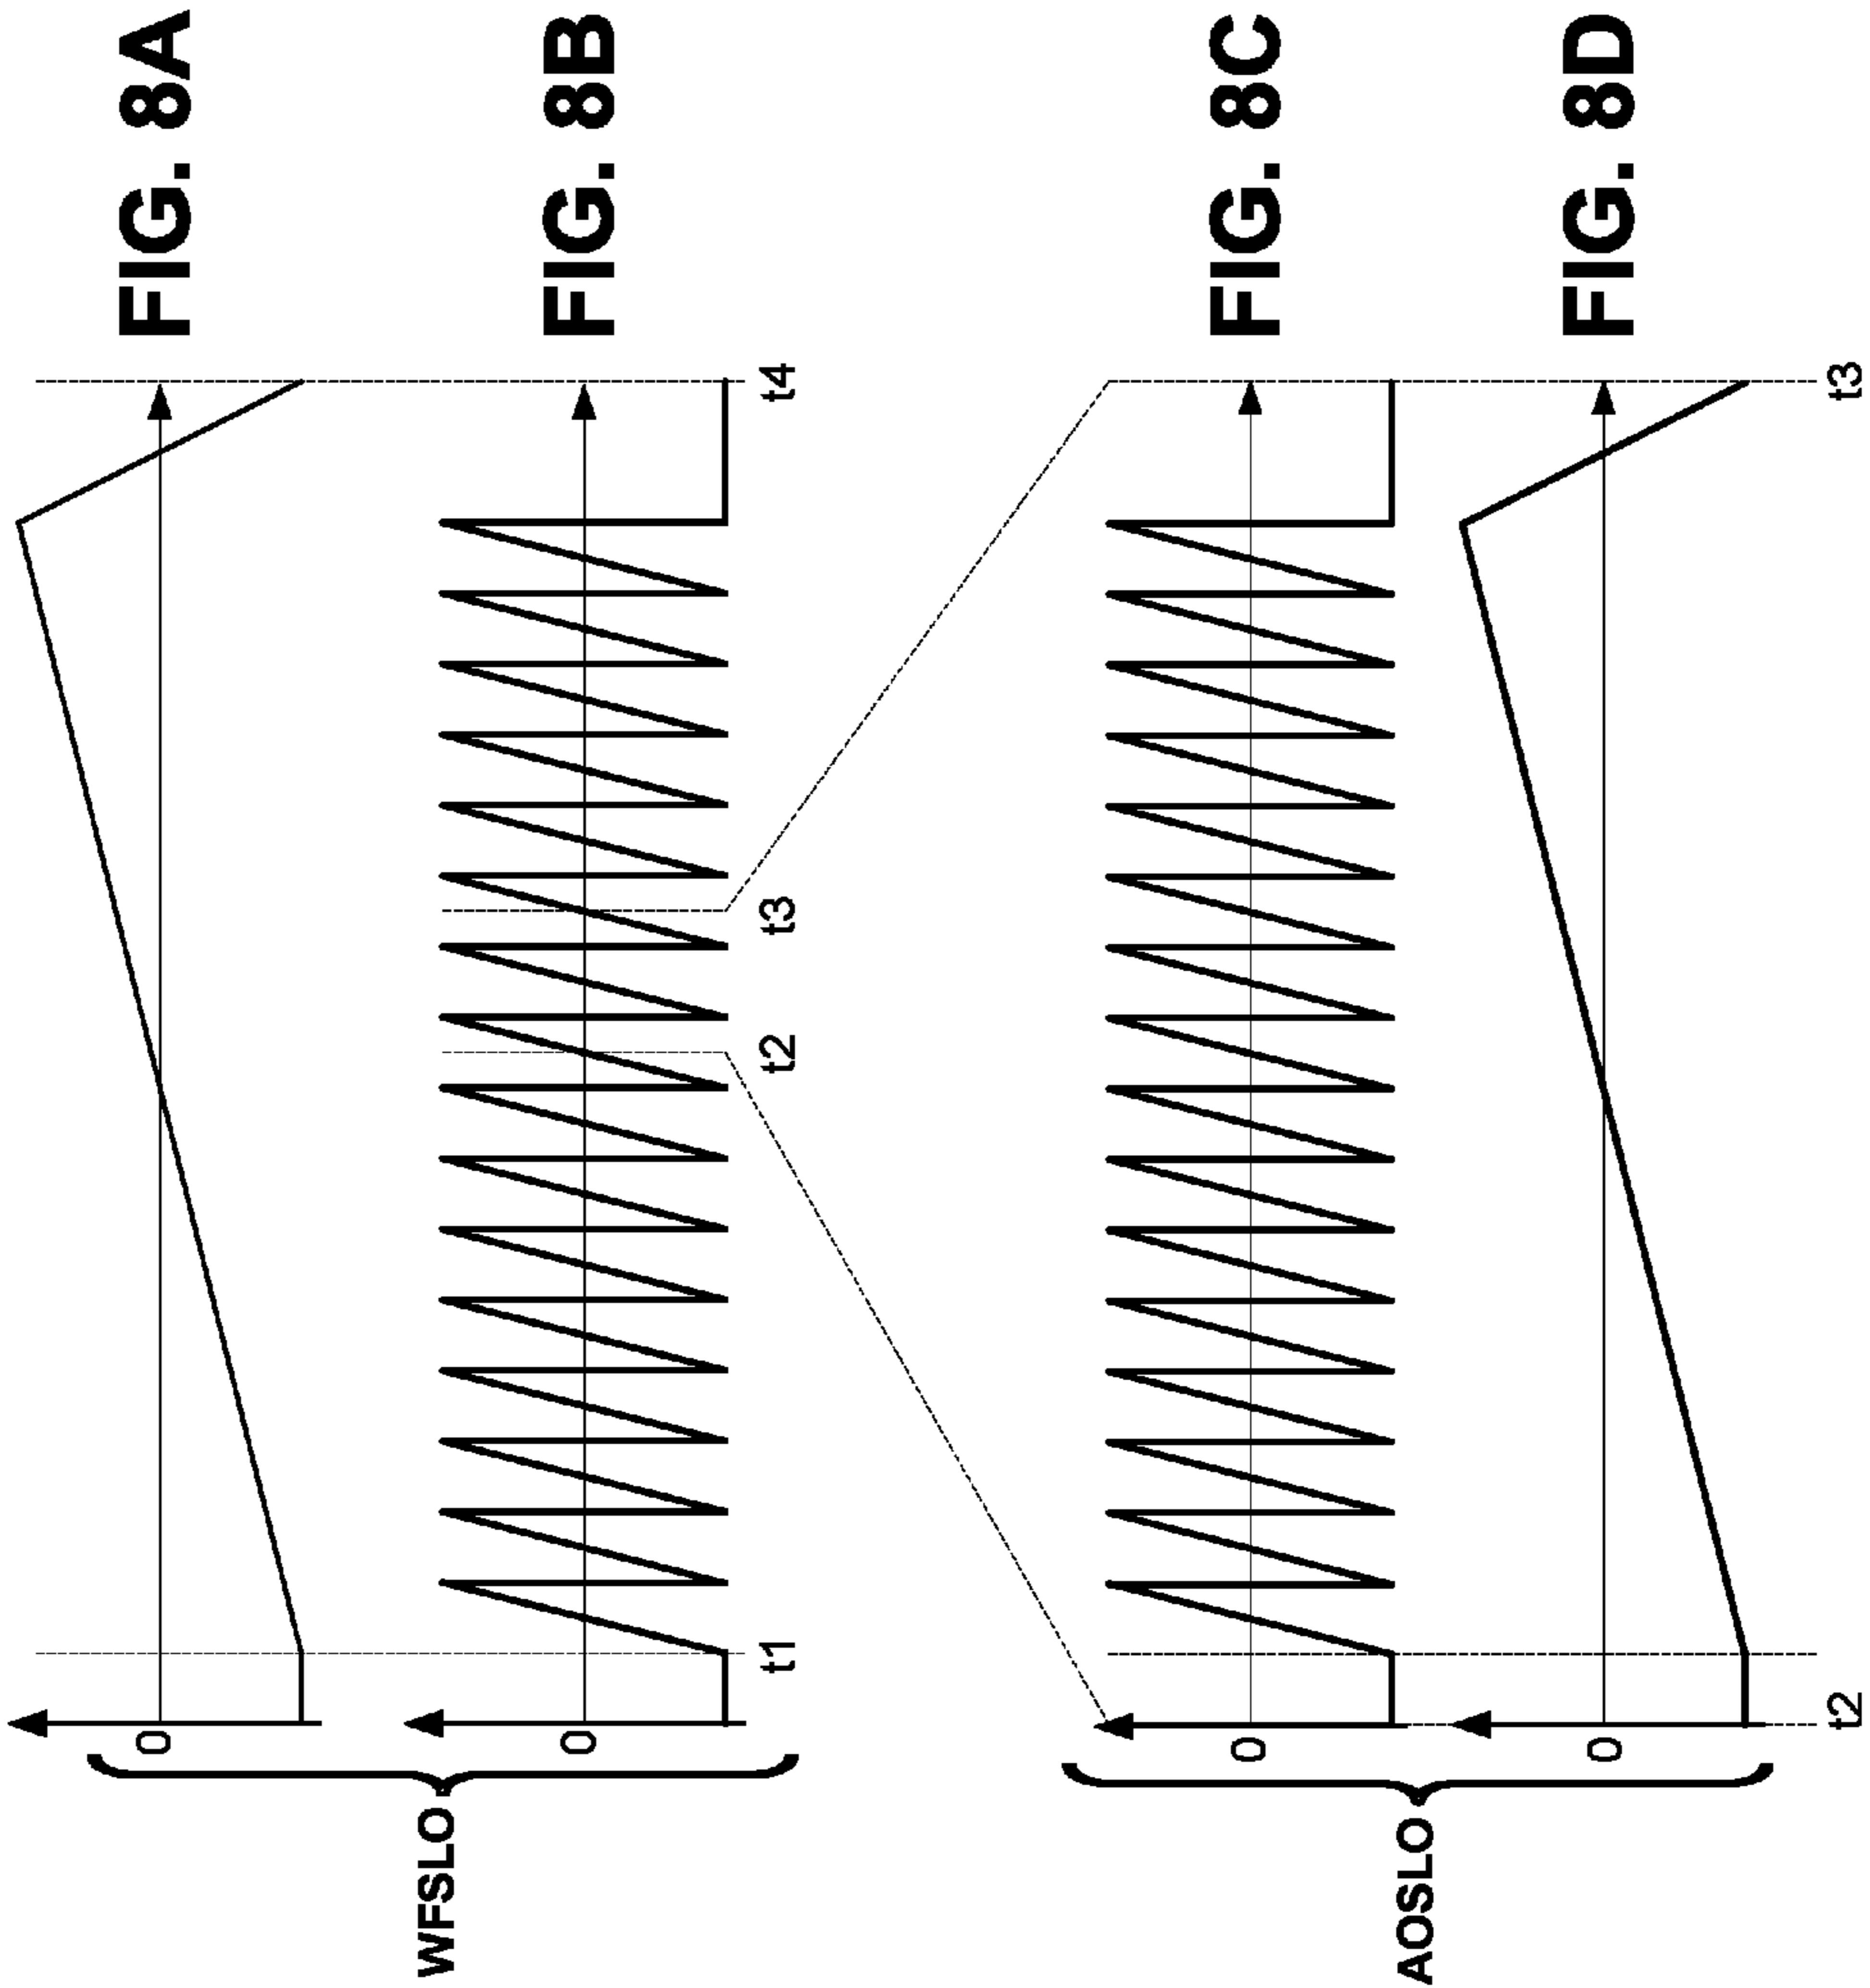 WFSLO
0
FIG. 8A
0
FIG. 8B
t1
t2
t3
t4
AOSLO
0
FIG. 8C
0
FIG. 8D
t2
t3